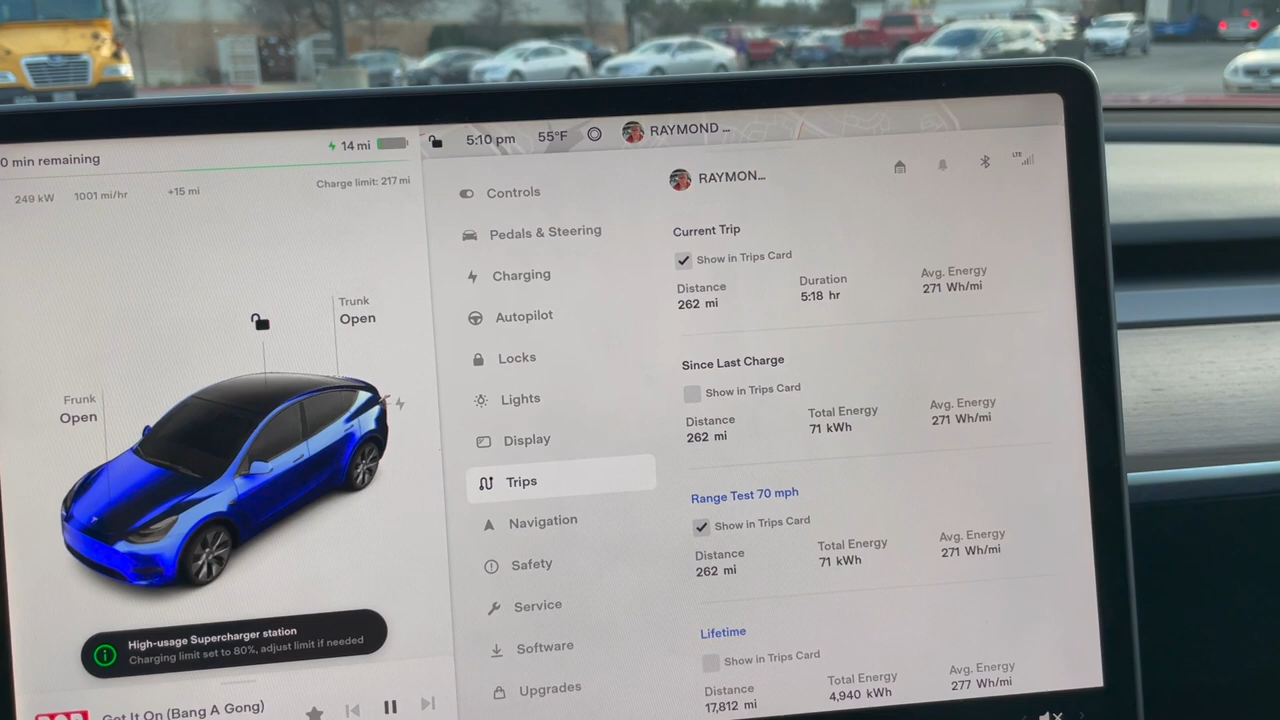 0 min remaining
14 mi
249 kW 1001 mi/hr +15 mi Charge limit: 217 mi
Trunk
Open
Frunk
Open
High-usage Supercharger station
Charging limit set to 80%, adjust limit if needed
Get It On (Bang A Gong)
5:10 pm 55°F RAYMOND ...
Controls
Pedals & Steering
Charging
Autopilot
Locks
Lights
Display
Trips
Navigation
Safety
Service
Software
Upgrades
RAYMON...
LTE
Current Trip
Show in Trips Card
Distance Duration Avg. Energy
262 mi 5:18 hr 271 Wh/mi
Since Last Charge
Show in Trips Card
Distance Total Energy Avg. Energy
262 mi 71 kWh 271 Wh/mi
Range Test 70 mph
Show in Trips Card
Distance Total Energy Avg. Energy
262 mi 71 kWh 271 Wh/mi
Lifetime
Show in Trips Card
Distance Total Energy Avg. Energy
17,812 mi 4,940 kWh 277 Wh/mi